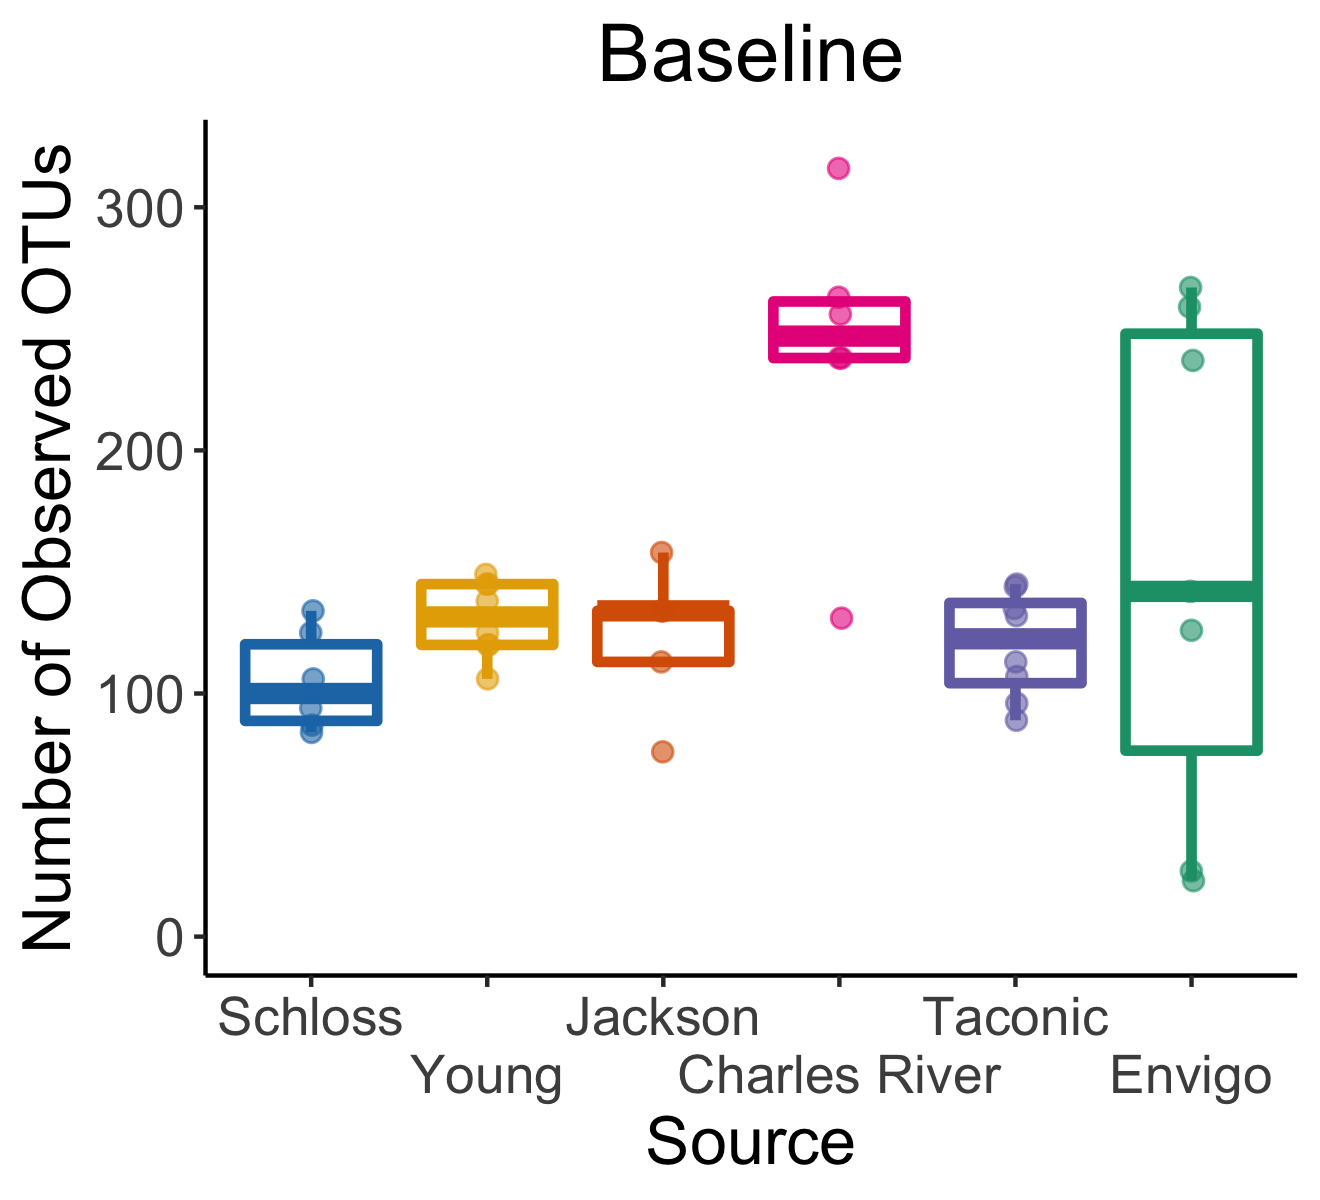 Baseline
Number of Observed OTUs
300
200
100
0
Schloss
Jackson
Taconic
Young
Charles River
Envigo
Source